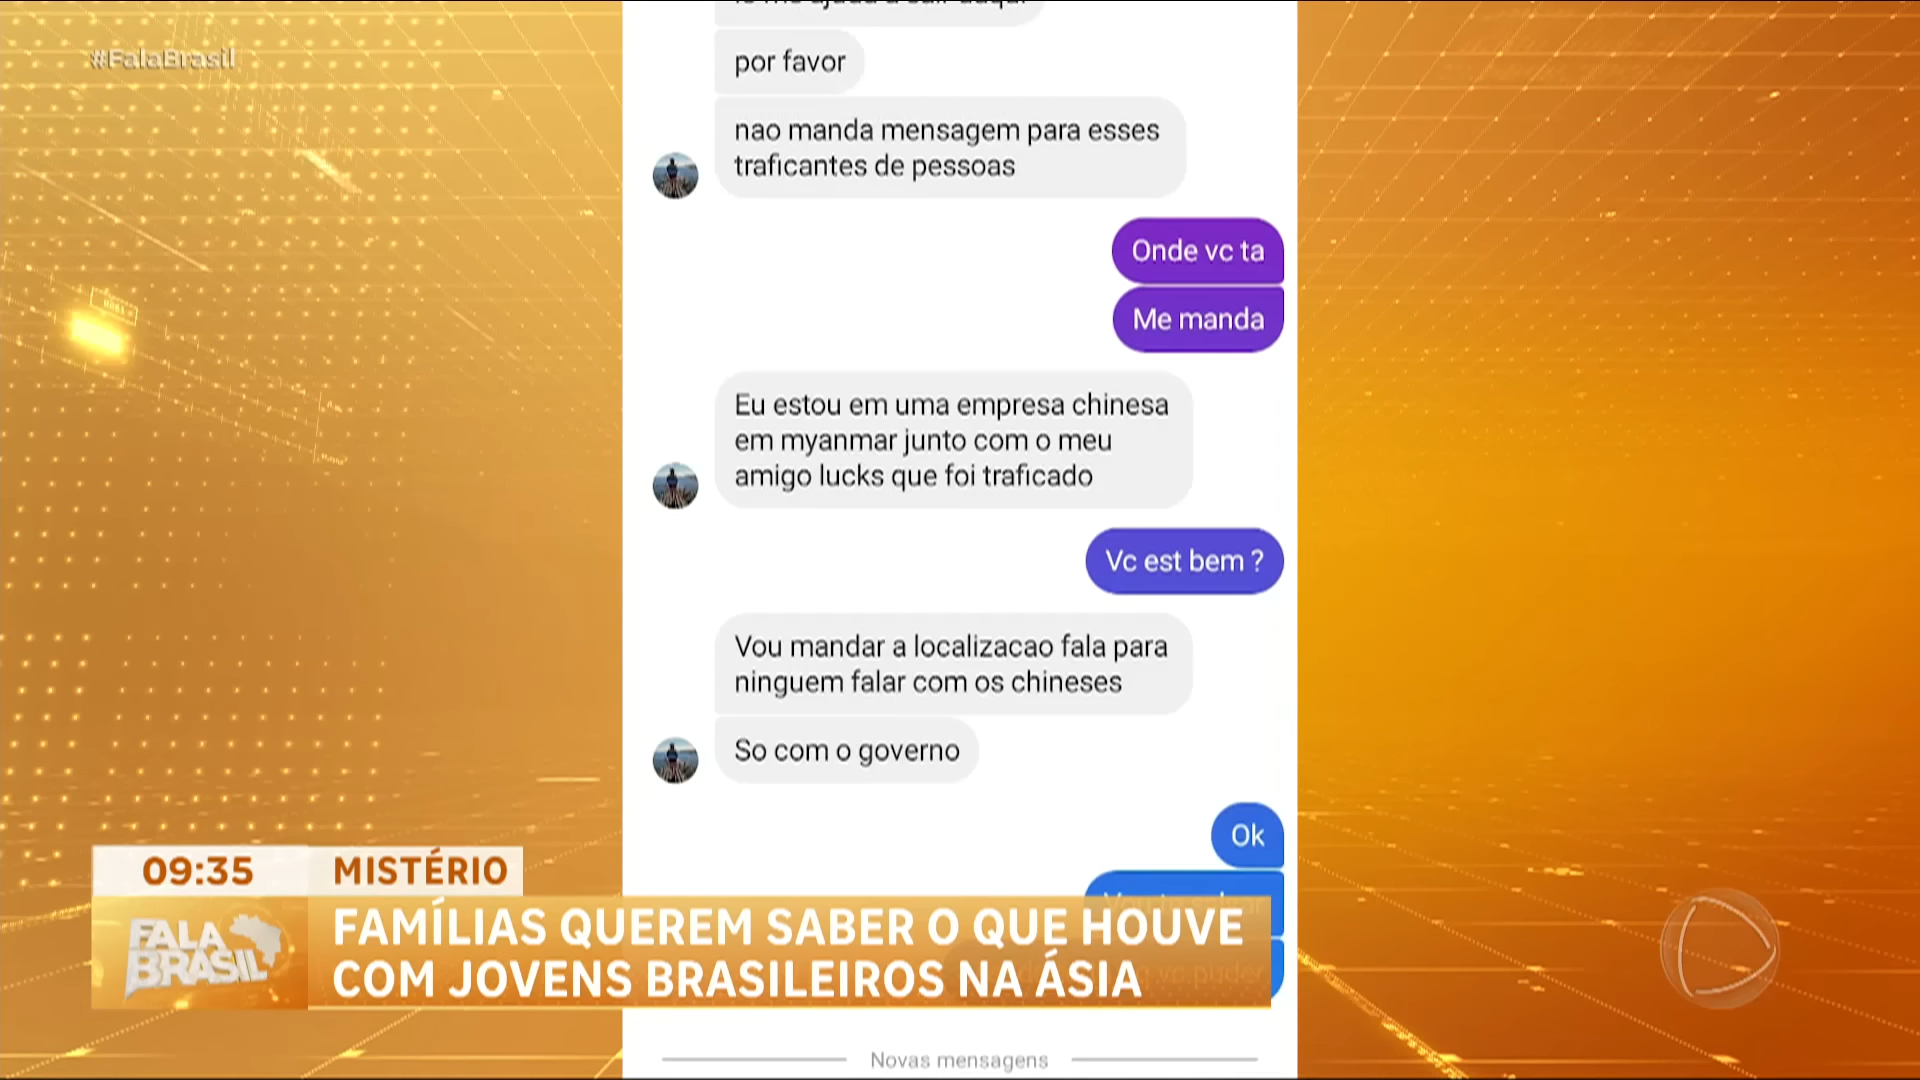 #FalaBrasil
por favor
nao manda mensagem para esses
traficantes de pessoas
Onde vc ta
Me manda
Eu estou em uma empresa chinesa
em myanmar junto com o meu
amigo lucks que foi traficado
Vc est bem ?
Vou mandar a localizacao fala para
ninguem falar com os chineses
So com o governo
Ok
09:35
MISTÉRIO
FALA
BRASIL
FAMÍLIAS QUEREM SABER O QUE HOUVE
COM JOVENS BRASILEIROS NA ÁSIA
Novas mensagens